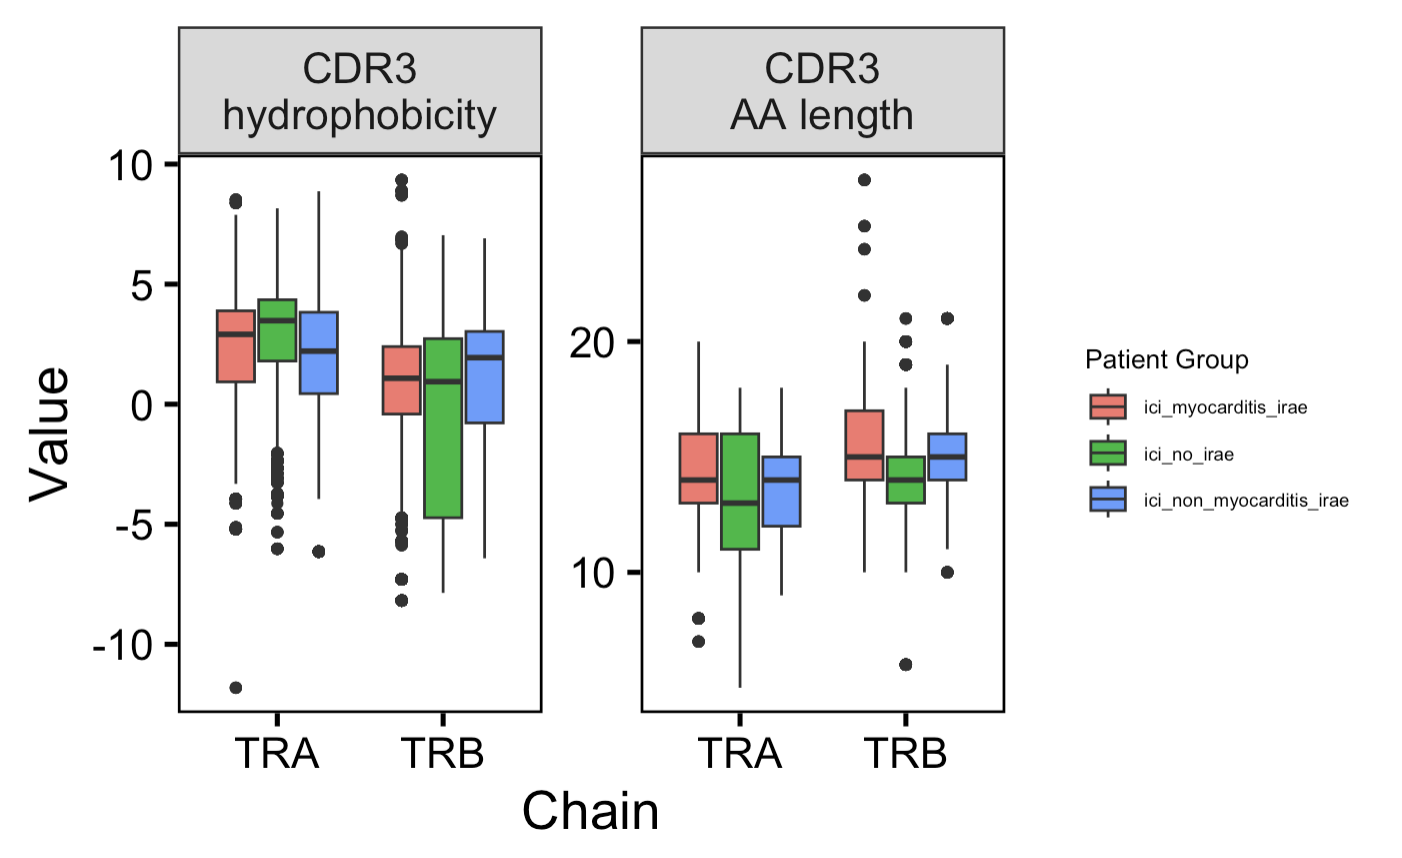 CDR3
hydrophobicity
CDR3
AA length
10
5
0
-5
-10
Value
20
10
TRA
TRB
TRA
TRB
Chain
Patient Group
ici_myocarditis_irae
ici_no_irae
ici_non_myocarditis_irae